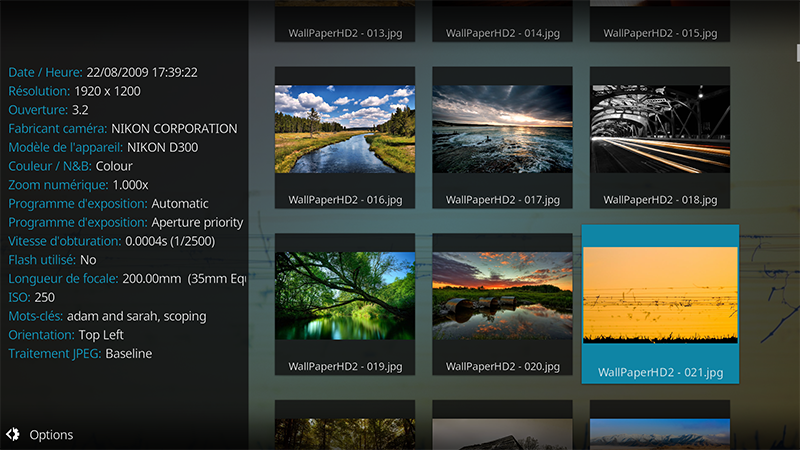 Date / Heure: 22/08/2009 17:39:22
Résolution: 1920 x 1200
Ouverture: 3.2
Fabricant caméra: NIKON CORPORATION
Modèle de l'appareil: NIKON D300
Couleur / N&B: Colour
Zoom numérique: 1.000x
Programme d'exposition: Automatic
Programme d'exposition: Aperture priority
Vitesse d'obturation: 0.0004s (1/2500)
Flash utilisé: No
Longueur de focale: 200.00mm (35mm Equ
ISO: 250
Mots-clés: adam and sarah, scoping
Orientation: Top Left
Traitement JPEG: Baseline
Options
WallPaperHD2 - 013.jpg
WallPaperHD2 - 014.jpg
WallPaperHD2 - 015.jpg
WallPaperHD2 - 016.jpg
WallPaperHD2 - 017.jpg
WallPaperHD2 - 018.jpg
WallPaperHD2 - 019.jpg
WallPaperHD2 - 020.jpg
WallPaperHD2 - 021.jpg